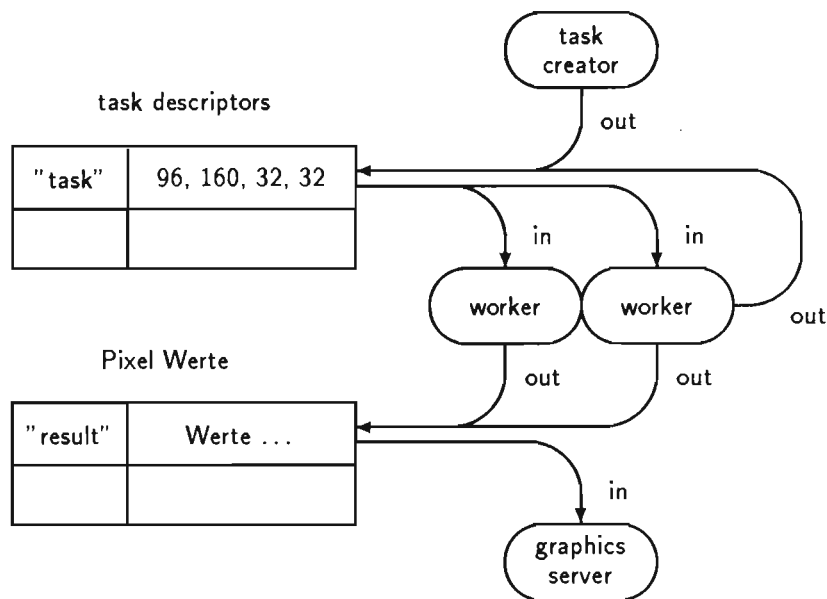 task
creator
task descriptors
out
"task" 96, 160, 32, 32
in in
worker worker
out
Pixel Werte
out out
"result" Werte ...
in
graphics
server